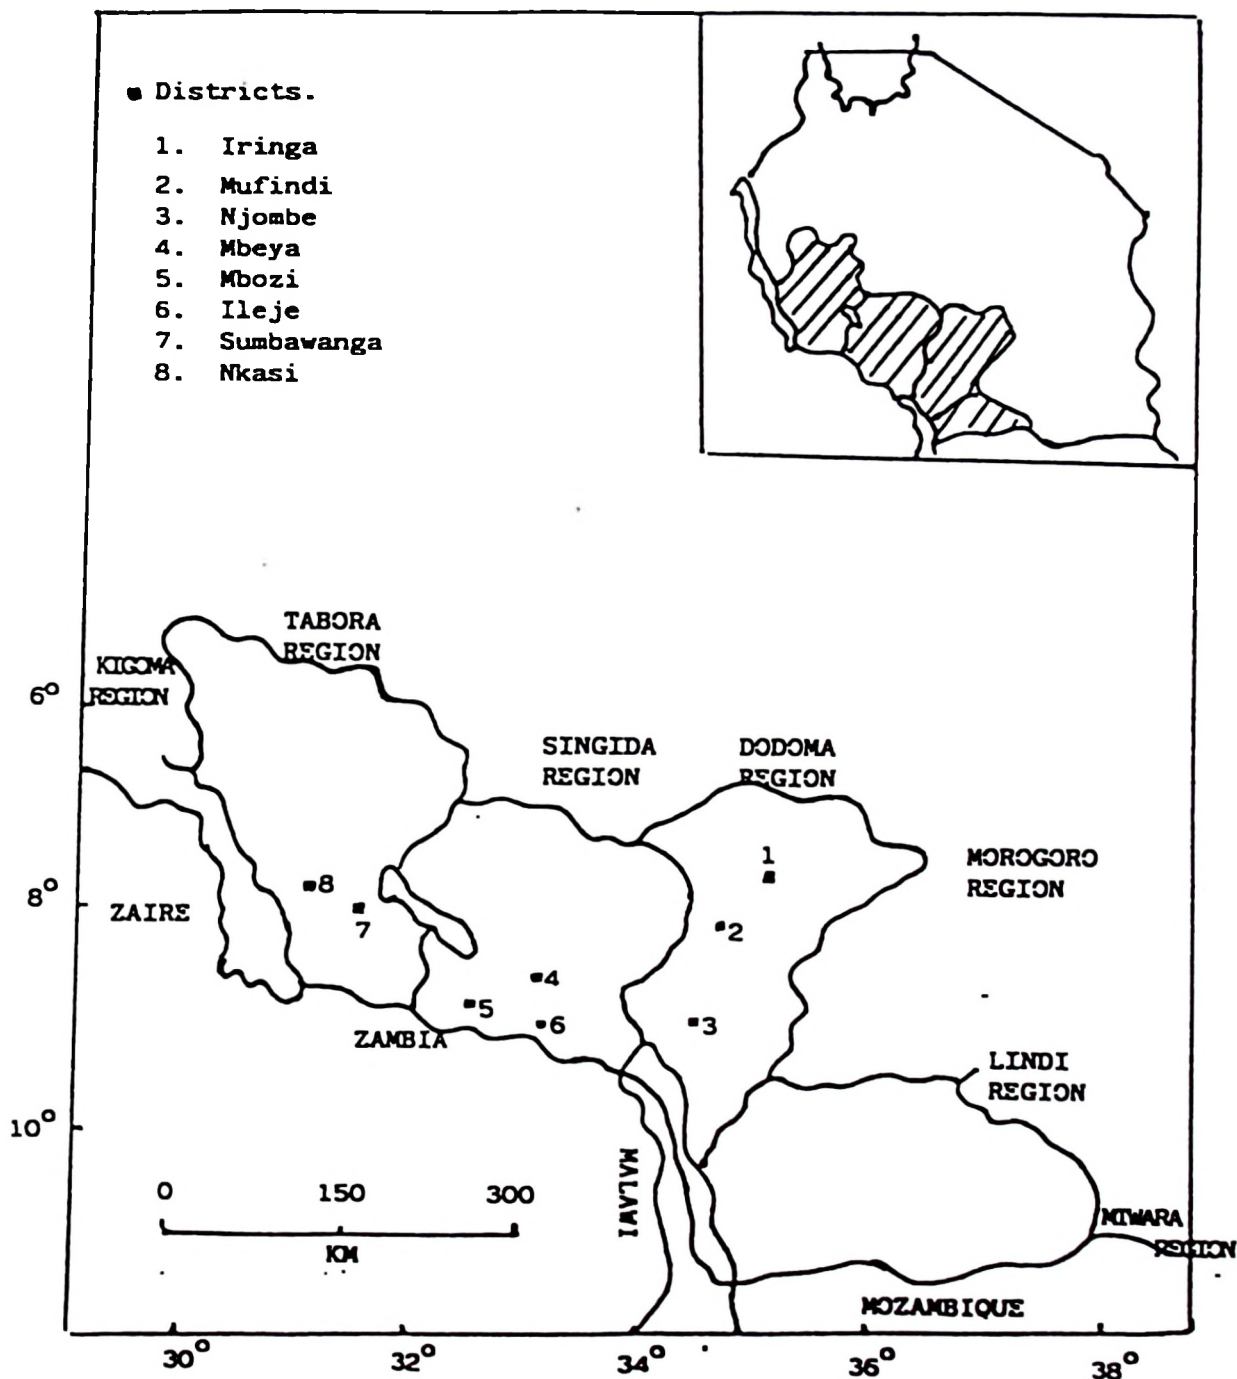 Districts.
1. Iringa
2. Mufindi
3. Njombe
4. Mbeya
5. Mbozi
6. Ileje
7. Sumbawanga
8. Nkasi
TABORA
REGION
KIGOMA
REGION
6°
SINGIDA
REGION
DODOMA
REGION
1
MOROGORO
REGION
8°
8
ZAIRE
7
2
4
5
6
3
ZAMBIA
LINDI
REGION
10°
MALAWI
0 150 300
KM
MTWARA
REGION
MOZAMBIQUE
30° 32° 34° 36° 38°